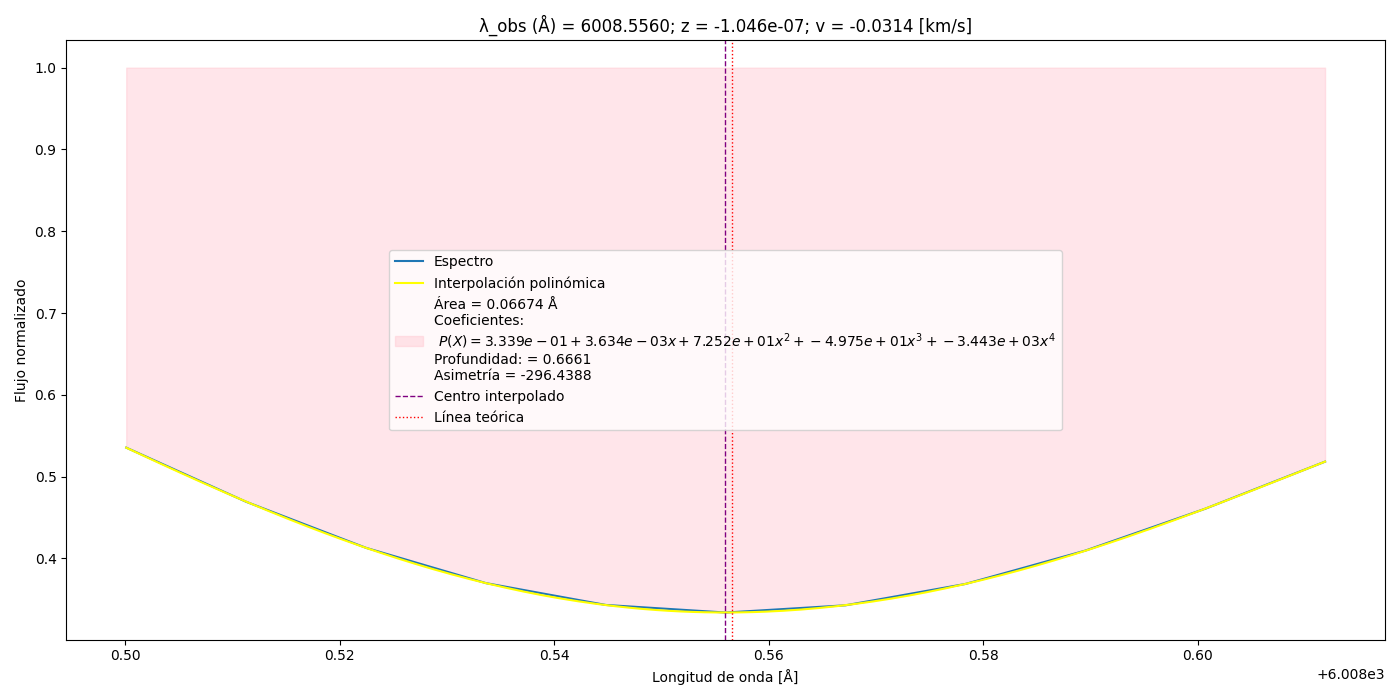 λ_obs (Å) = 6008.5560; z = -1.046e-07; v = -0.0314 [km/s]
Flujo normalizado
1.0
0.9
0.8
0.7
0.6
0.5
0.4
Espectro
Interpolación polinómica
Área = 0.06674 Å
Coeficientes:
P(X) = 3.339e − 01 + 3.634e − 03x + 7.252e + 01x² + −4.975e + 01x³ + −3.443e + 03x⁴
Profundidad: = 0.6661
Asimetría = -296.4388
Centro interpolado
Línea teórica
0.50 0.52 0.54 0.56 0.58 0.60
+6.008e3
Longitud de onda [Å]